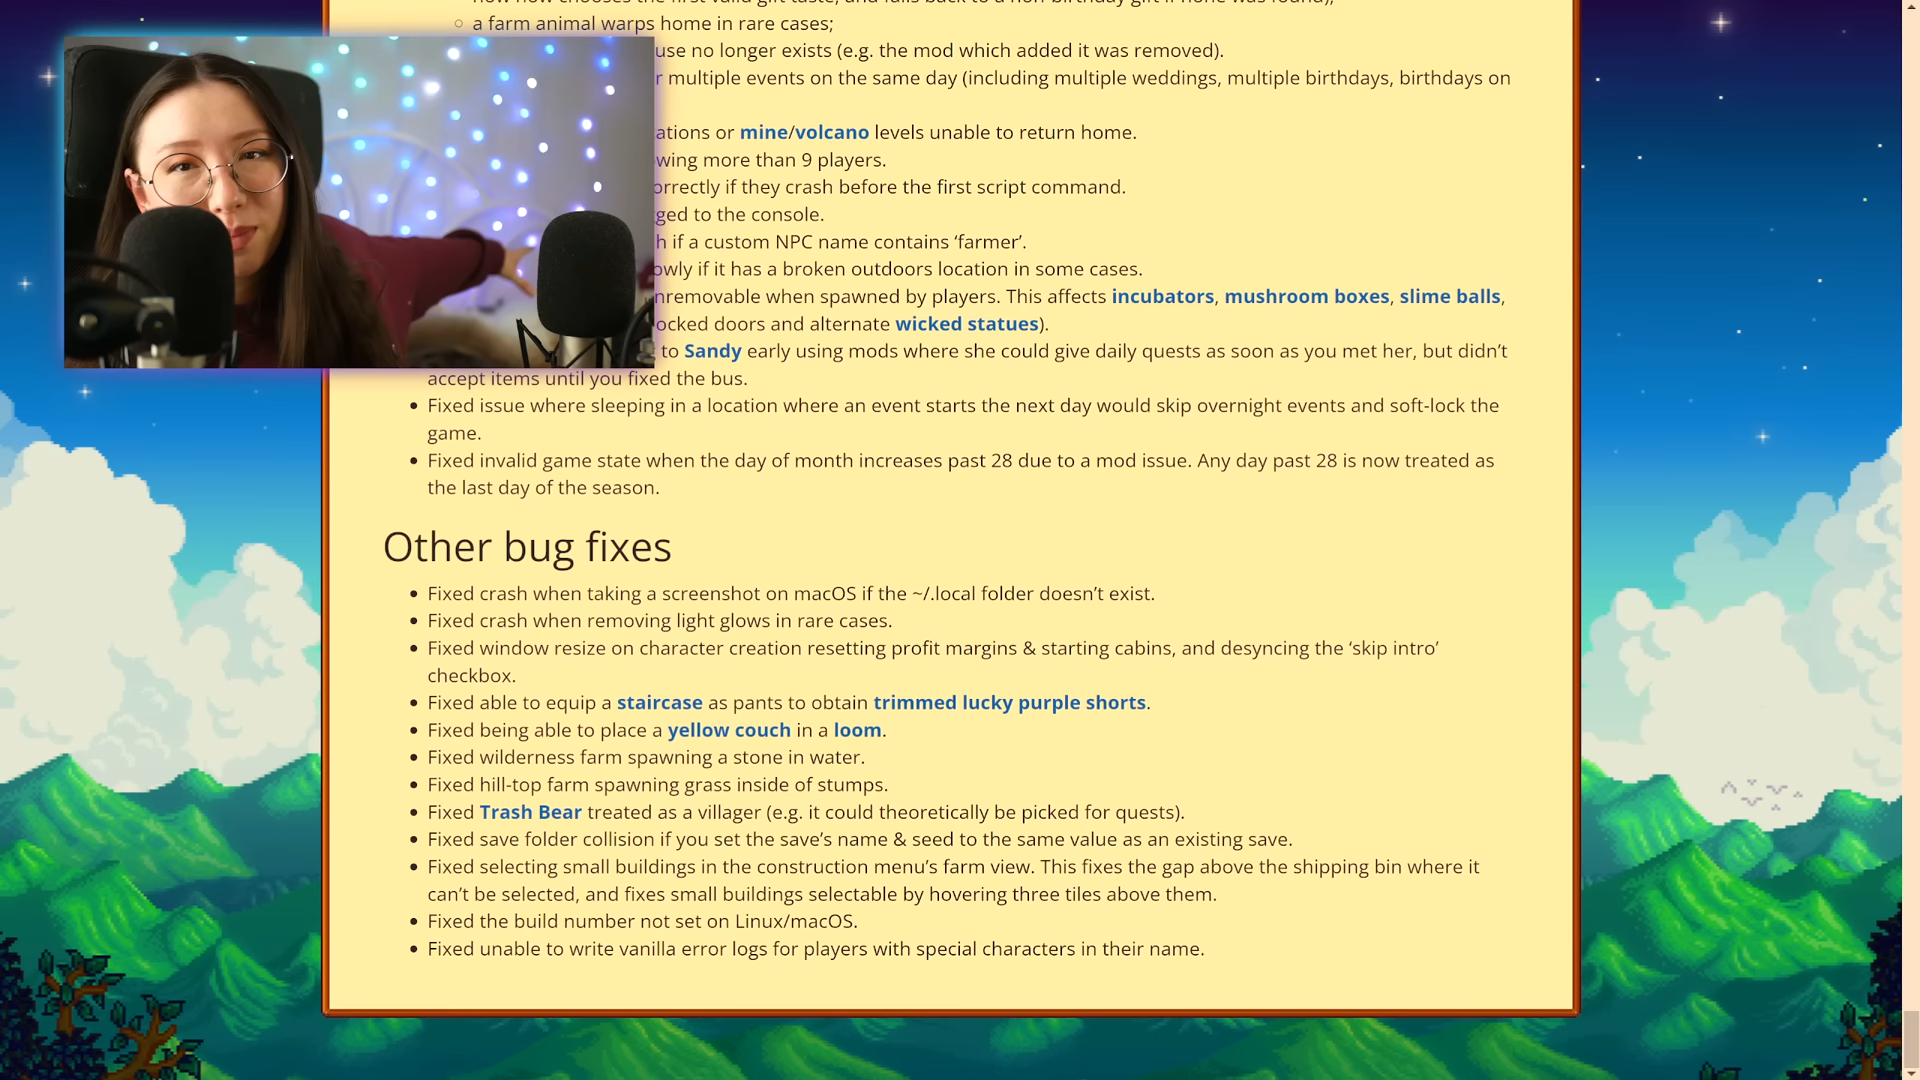 a farm animal warps home in rare cases;
use no longer exists (e.g. the mod which added it was removed).
r multiple events on the same day (including multiple weddings, multiple birthdays, birthdays on
ations or mine/volcano levels unable to return home.
wing more than 9 players.
orrectly if they crash before the first script command.
ged to the console.
h if a custom NPC name contains ‘farmer’.
owly if it has a broken outdoors location in some cases.
nremovable when spawned by players. This affects incubators, mushroom boxes, slime balls,
ocked doors and alternate wicked statues).
to Sandy early using mods where she could give daily quests as soon as you met her, but didn’t
accept items until you fixed the bus.
Fixed issue where sleeping in a location where an event starts the next day would skip overnight events and soft-lock the
game.
Fixed invalid game state when the day of month increases past 28 due to a mod issue. Any day past 28 is now treated as
the last day of the season.
Other bug fixes
Fixed crash when taking a screenshot on macOS if the ~/.local folder doesn’t exist.
Fixed crash when removing light glows in rare cases.
Fixed window resize on character creation resetting profit margins & starting cabins, and desyncing the ‘skip intro’
checkbox.
Fixed able to equip a staircase as pants to obtain trimmed lucky purple shorts.
Fixed being able to place a yellow couch in a loom.
Fixed wilderness farm spawning a stone in water.
Fixed hill-top farm spawning grass inside of stumps.
Fixed Trash Bear treated as a villager (e.g. it could theoretically be picked for quests).
Fixed save folder collision if you set the save’s name & seed to the same value as an existing save.
Fixed selecting small buildings in the construction menu’s farm view. This fixes the gap above the shipping bin where it
can’t be selected, and fixes small buildings selectable by hovering three tiles above them.
Fixed the build number not set on Linux/macOS.
Fixed unable to write vanilla error logs for players with special characters in their name.